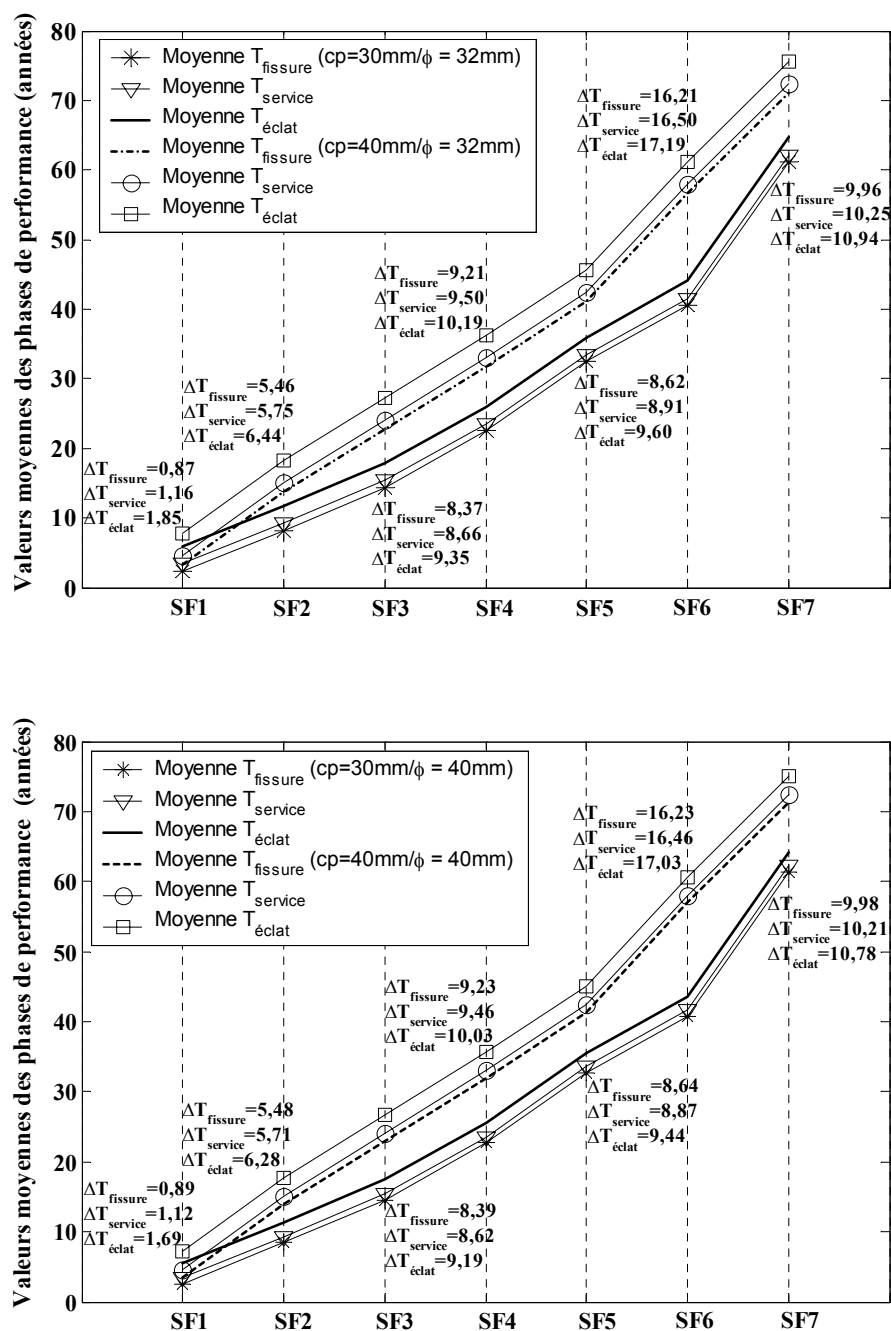 Valeurs moyennes des phases de performance (années)
80
70
60
50
40
30
20
10
0
Moyenne T_fissure (cp=30mm/ϕ = 32mm)
Moyenne T_service
Moyenne T_éclat
Moyenne T_fissure (cp=40mm/ϕ = 32mm)
Moyenne T_service
Moyenne T_éclat
ΔT_fissure=0,87
ΔT_service=1,16
ΔT_éclat=1,85
ΔT_fissure=5,46
ΔT_service=5,75
ΔT_éclat=6,44
ΔT_fissure=8,37
ΔT_service=8,66
ΔT_éclat=9,35
ΔT_fissure=9,21
ΔT_service=9,50
ΔT_éclat=10,19
ΔT_fissure=8,62
ΔT_service=8,91
ΔT_éclat=9,60
ΔT_fissure=16,21
ΔT_service=16,50
ΔT_éclat=17,19
ΔT_fissure=9,96
ΔT_service=10,25
ΔT_éclat=10,94
SF1 SF2 SF3 SF4 SF5 SF6 SF7
Valeurs moyennes des phases de performance (années)
80
70
60
50
40
30
20
10
0
Moyenne T_fissure (cp=30mm/ϕ = 40mm)
Moyenne T_service
Moyenne T_éclat
Moyenne T_fissure (cp=40mm/ϕ = 40mm)
Moyenne T_service
Moyenne T_éclat
ΔT_fissure=0,89
ΔT_service=1,12
ΔT_éclat=1,69
ΔT_fissure=5,48
ΔT_service=5,71
ΔT_éclat=6,28
ΔT_fissure=8,39
ΔT_service=8,62
ΔT_éclat=9,19
ΔT_fissure=9,23
ΔT_service=9,46
ΔT_éclat=10,03
ΔT_fissure=8,64
ΔT_service=8,87
ΔT_éclat=9,44
ΔT_fissure=16,23
ΔT_service=16,46
ΔT_éclat=17,03
ΔT_fissure=9,98
ΔT_service=10,21
ΔT_éclat=10,78
SF1 SF2 SF3 SF4 SF5 SF6 SF7